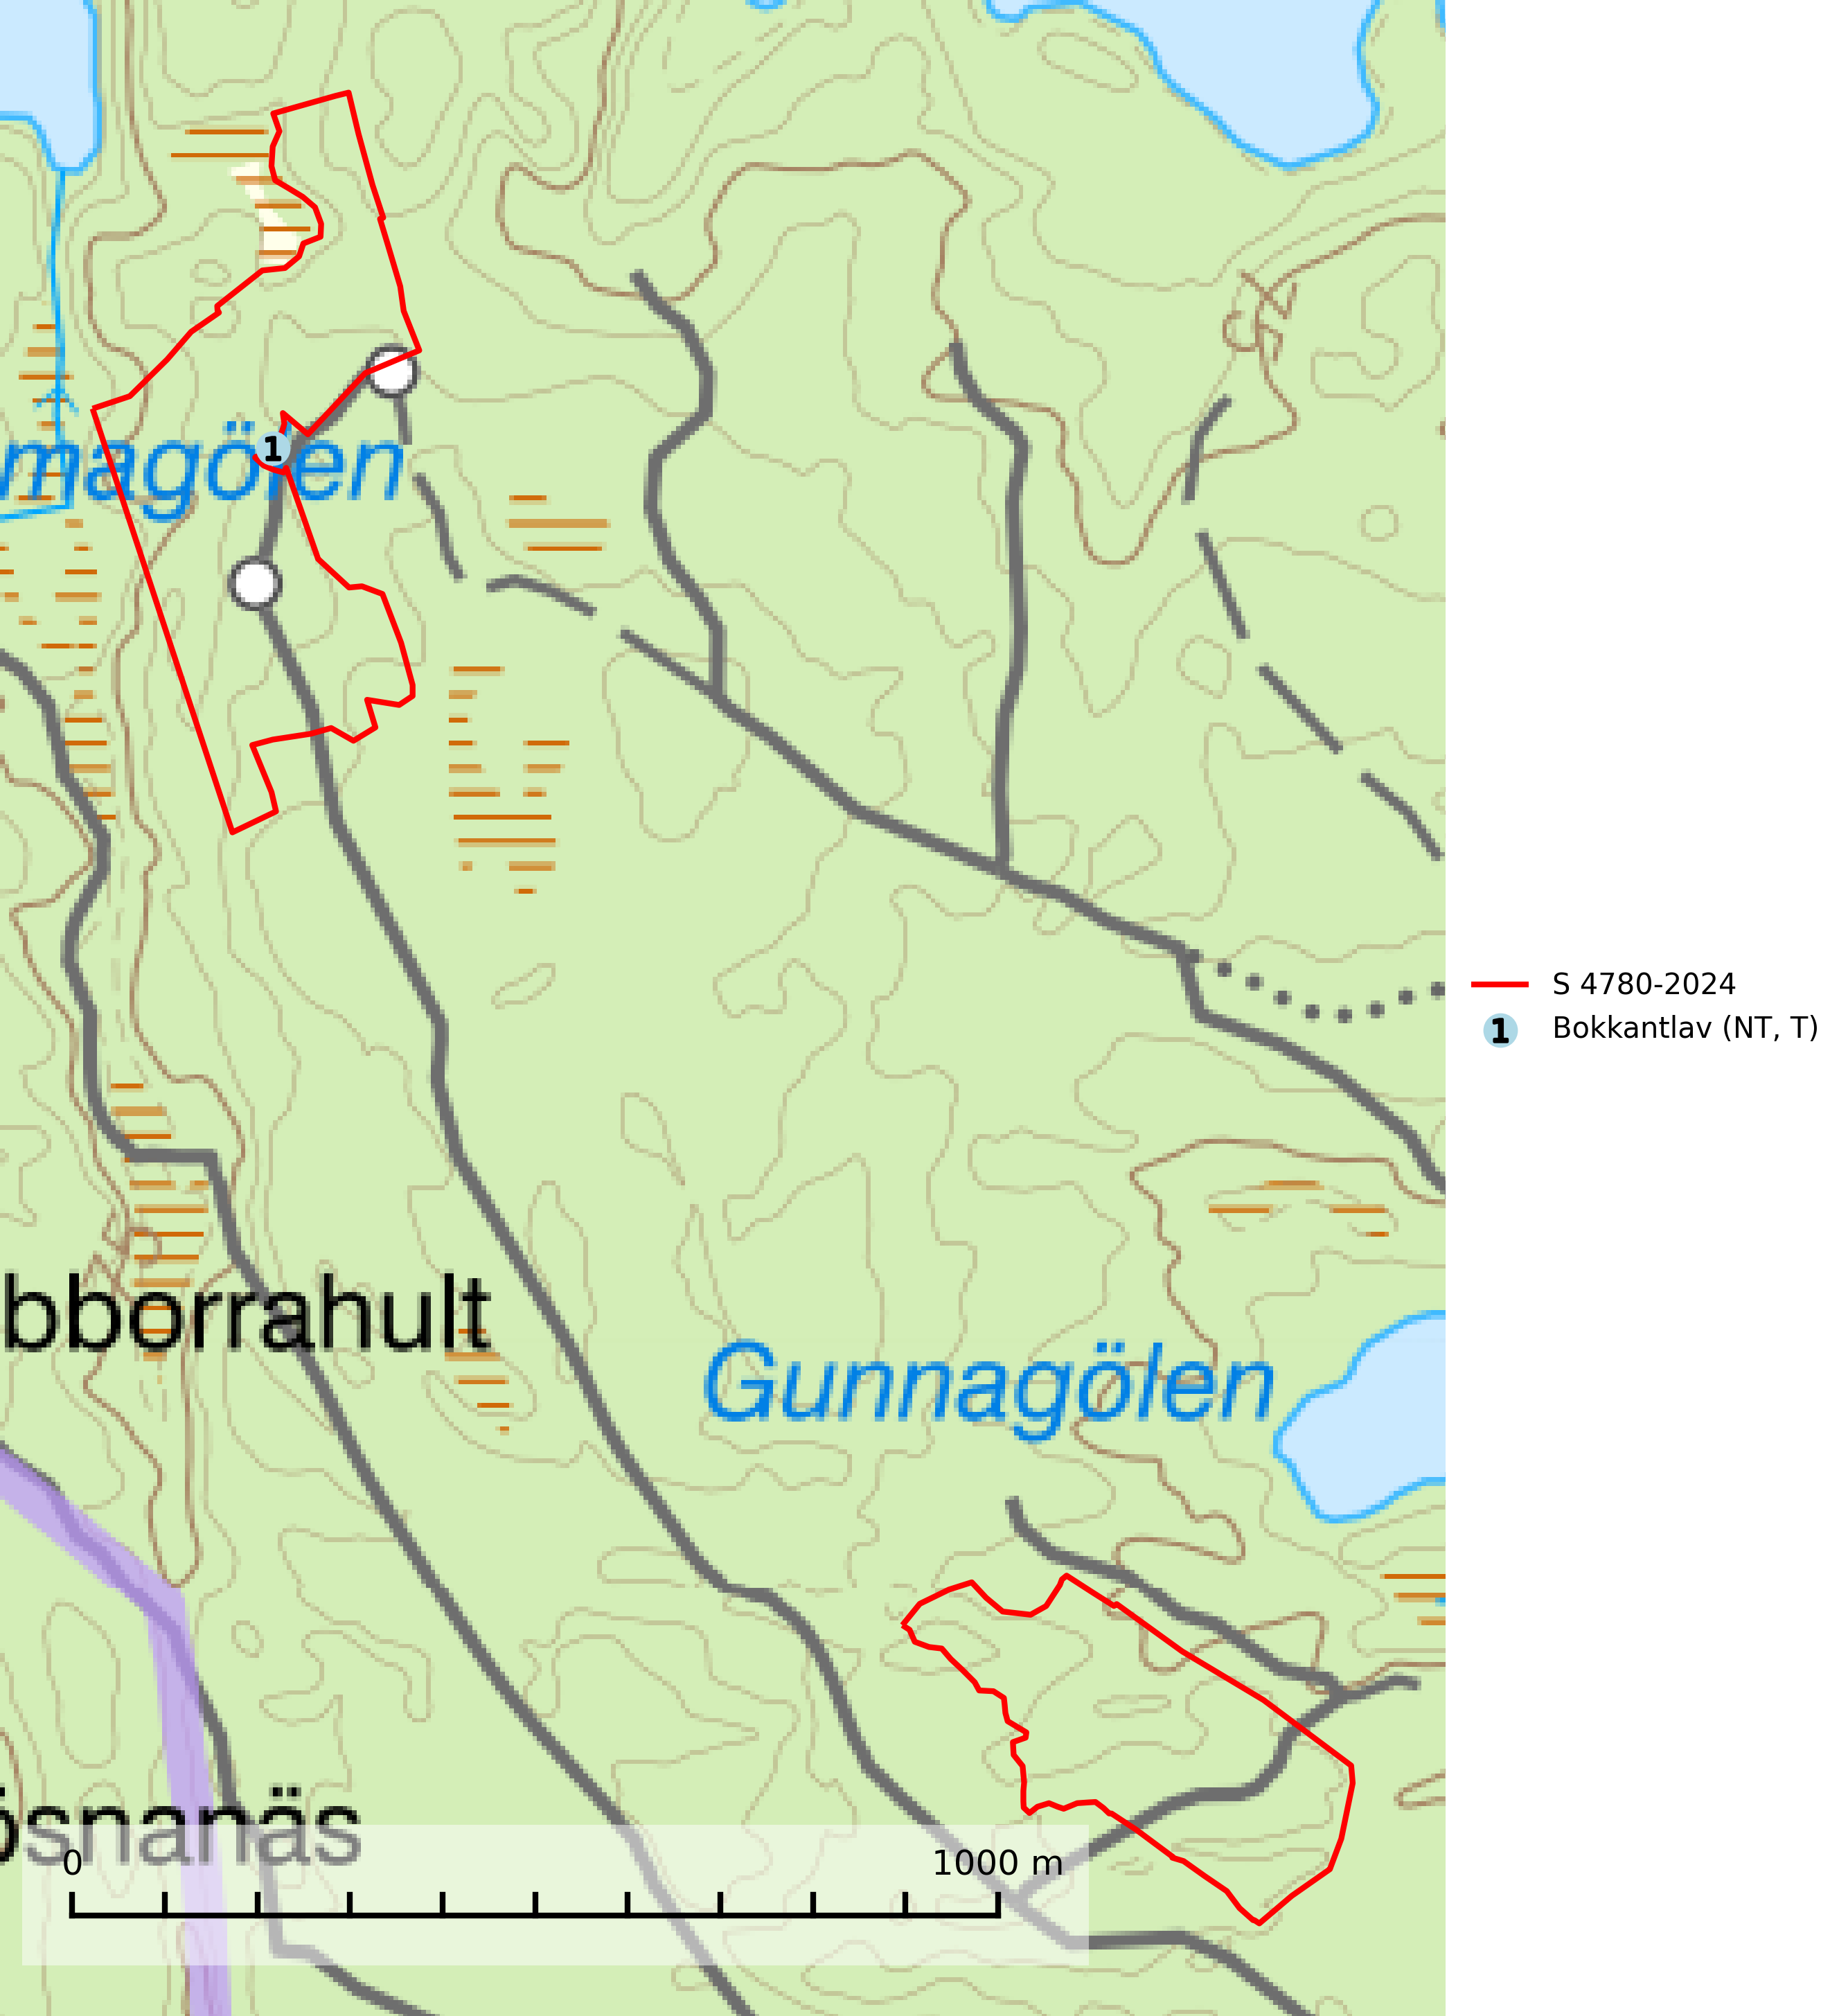 magölen
1
bborrahult
Gunnagölen
ösnanäs
0 1000 m
S 4780-2024
1 Bokkantlav (NT, T)